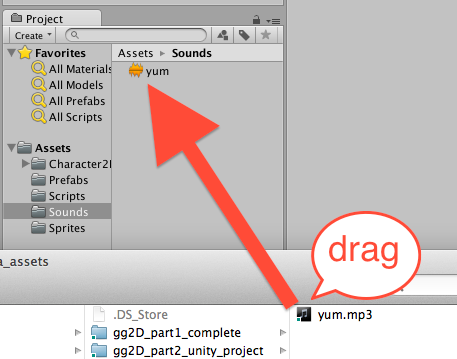 Project
Create
Favorites
All Materials
All Models
All Prefabs
All Scripts
Assets
Character2
Prefabs
Scripts
Sounds
Sprites
Assets Sounds
yum
drag
a_assets
.DS_Store
gg2D_part1_complete
gg2D_part2_unity_project
yum.mp3